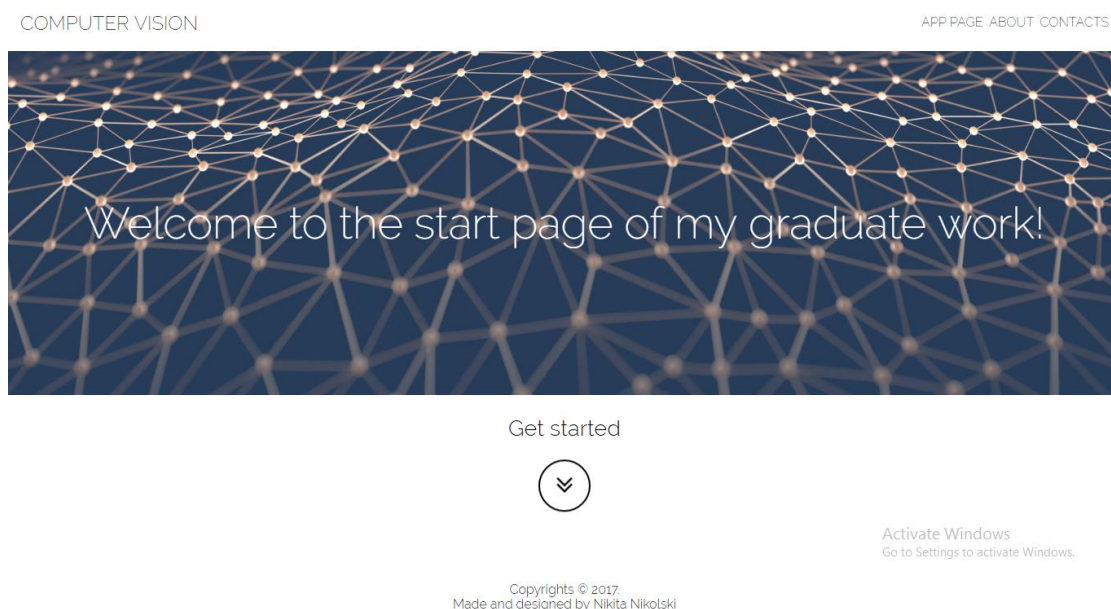 COMPUTER VISION
APP PAGE ABOUT CONTACTS
Welcome to the start page of my graduate work!
Get started
Activate Windows
Go to Settings to activate Windows.
Copyrights © 2017.
Made and designed by Nikita Nikolski